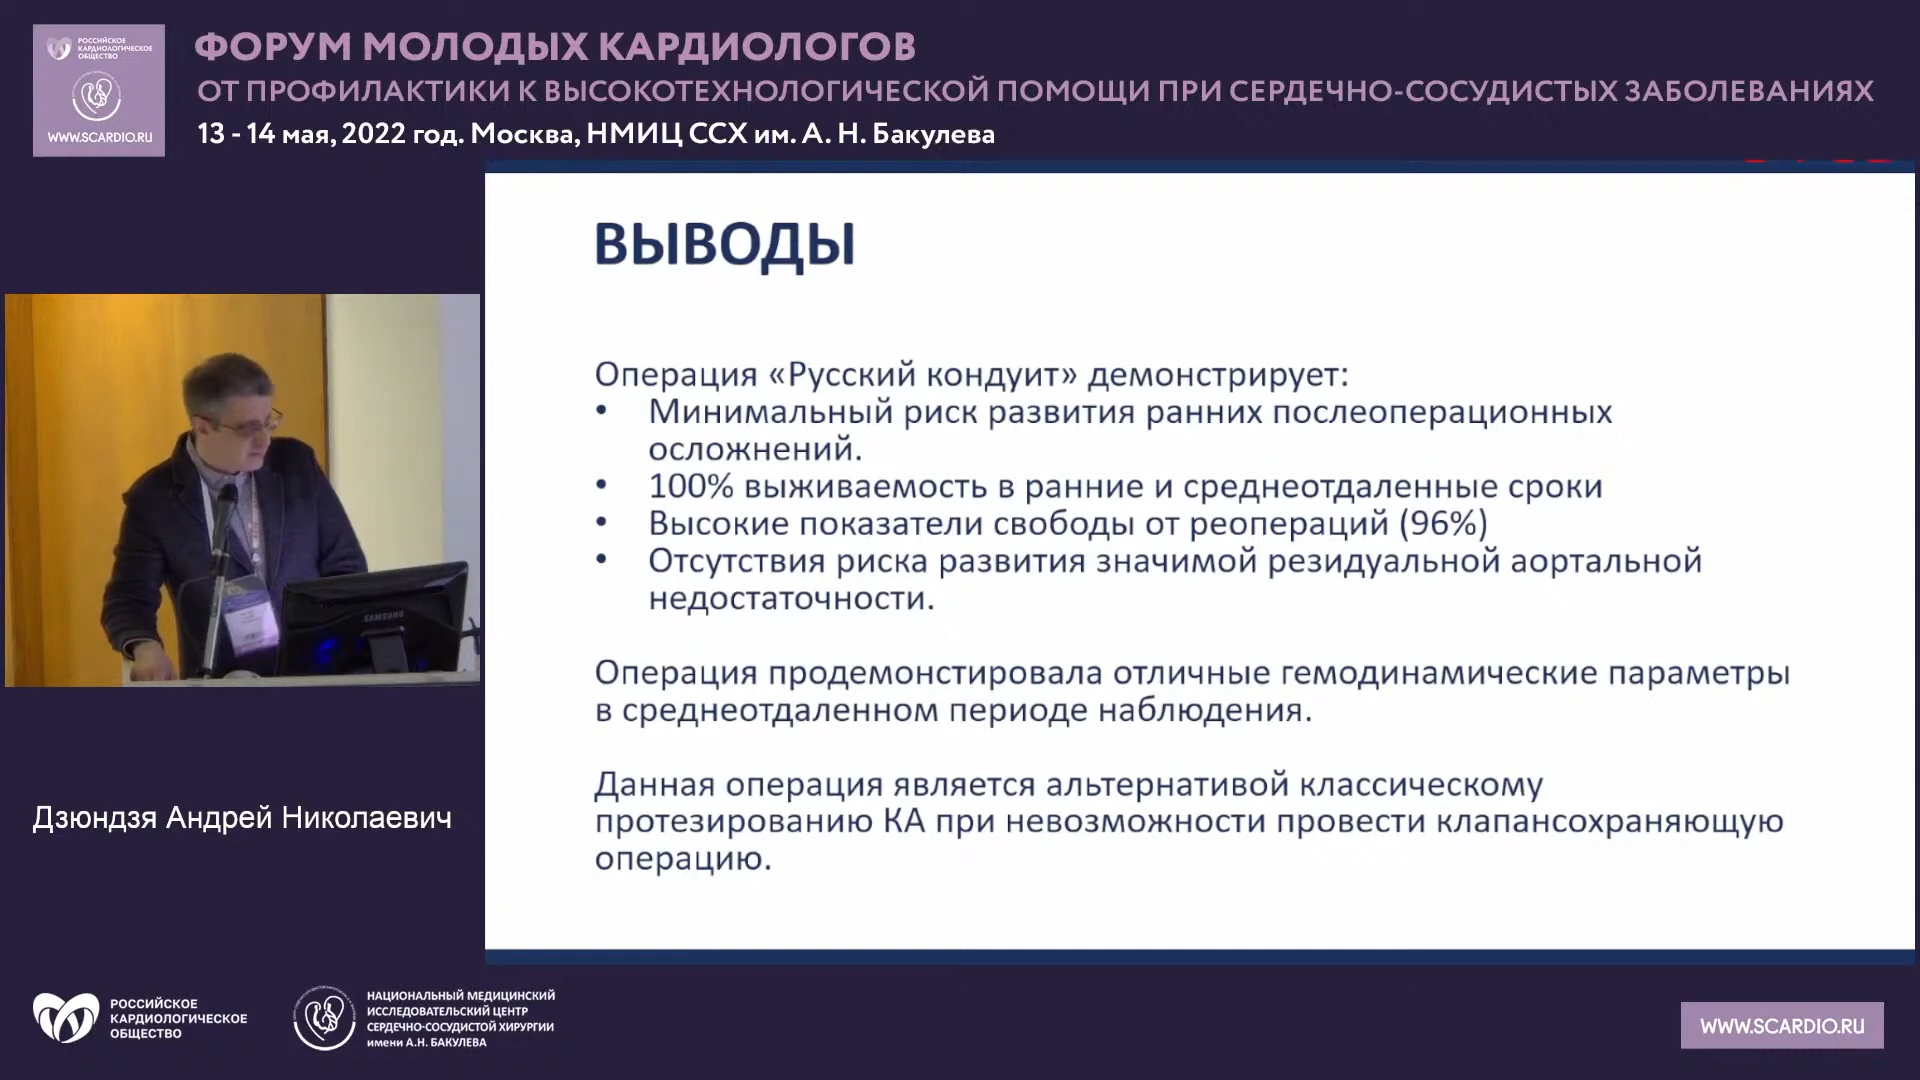 РОССИЙСКОЕ
КАРДИОЛОГИЧЕСКОЕ
ОБЩЕСТВО
WWW.SCARDIO.RU
ФОРУМ МОЛОДЫХ КАРДИОЛОГОВ
ОТ ПРОФИЛАКТИКИ К ВЫСОКОТЕХНОЛОГИЧЕСКОЙ ПОМОЩИ ПРИ СЕРДЕЧНО-СОСУДИСТЫХ ЗАБОЛЕВАНИЯХ
13 - 14 мая, 2022 год. Москва, НМИЦ ССХ им. А. Н. Бакулева
ВЫВОДЫ
Операция «Русский кондуит» демонстрирует:
• Минимальный риск развития ранних послеоперационных
осложнений.
• 100% выживаемость в ранние и среднеотдаленные сроки
• Высокие показатели свободы от реопераций (96%)
• Отсутствия риска развития значимой резидуальной аортальной
недостаточности.
Операция продемонстировала отличные гемодинамические параметры
в среднеотдаленном периоде наблюдения.
Данная операция является альтернативой классическому
протезированию КА при невозможности провести клапансохраняющую
операцию.
SAMSUNG
Дзюндзя Андрей Николаевич
РОССИЙСКОЕ
КАРДИОЛОГИЧЕСКОЕ
ОБЩЕСТВО
НАЦИОНАЛЬНЫЙ МЕДИЦИНСКИЙ
ИССЛЕДОВАТЕЛЬСКИЙ ЦЕНТР
СЕРДЕЧНО-СОСУДИСТОЙ ХИРУРГИИ
имени А.Н. БАКУЛЕВА
WWW.SCARDIO.RU